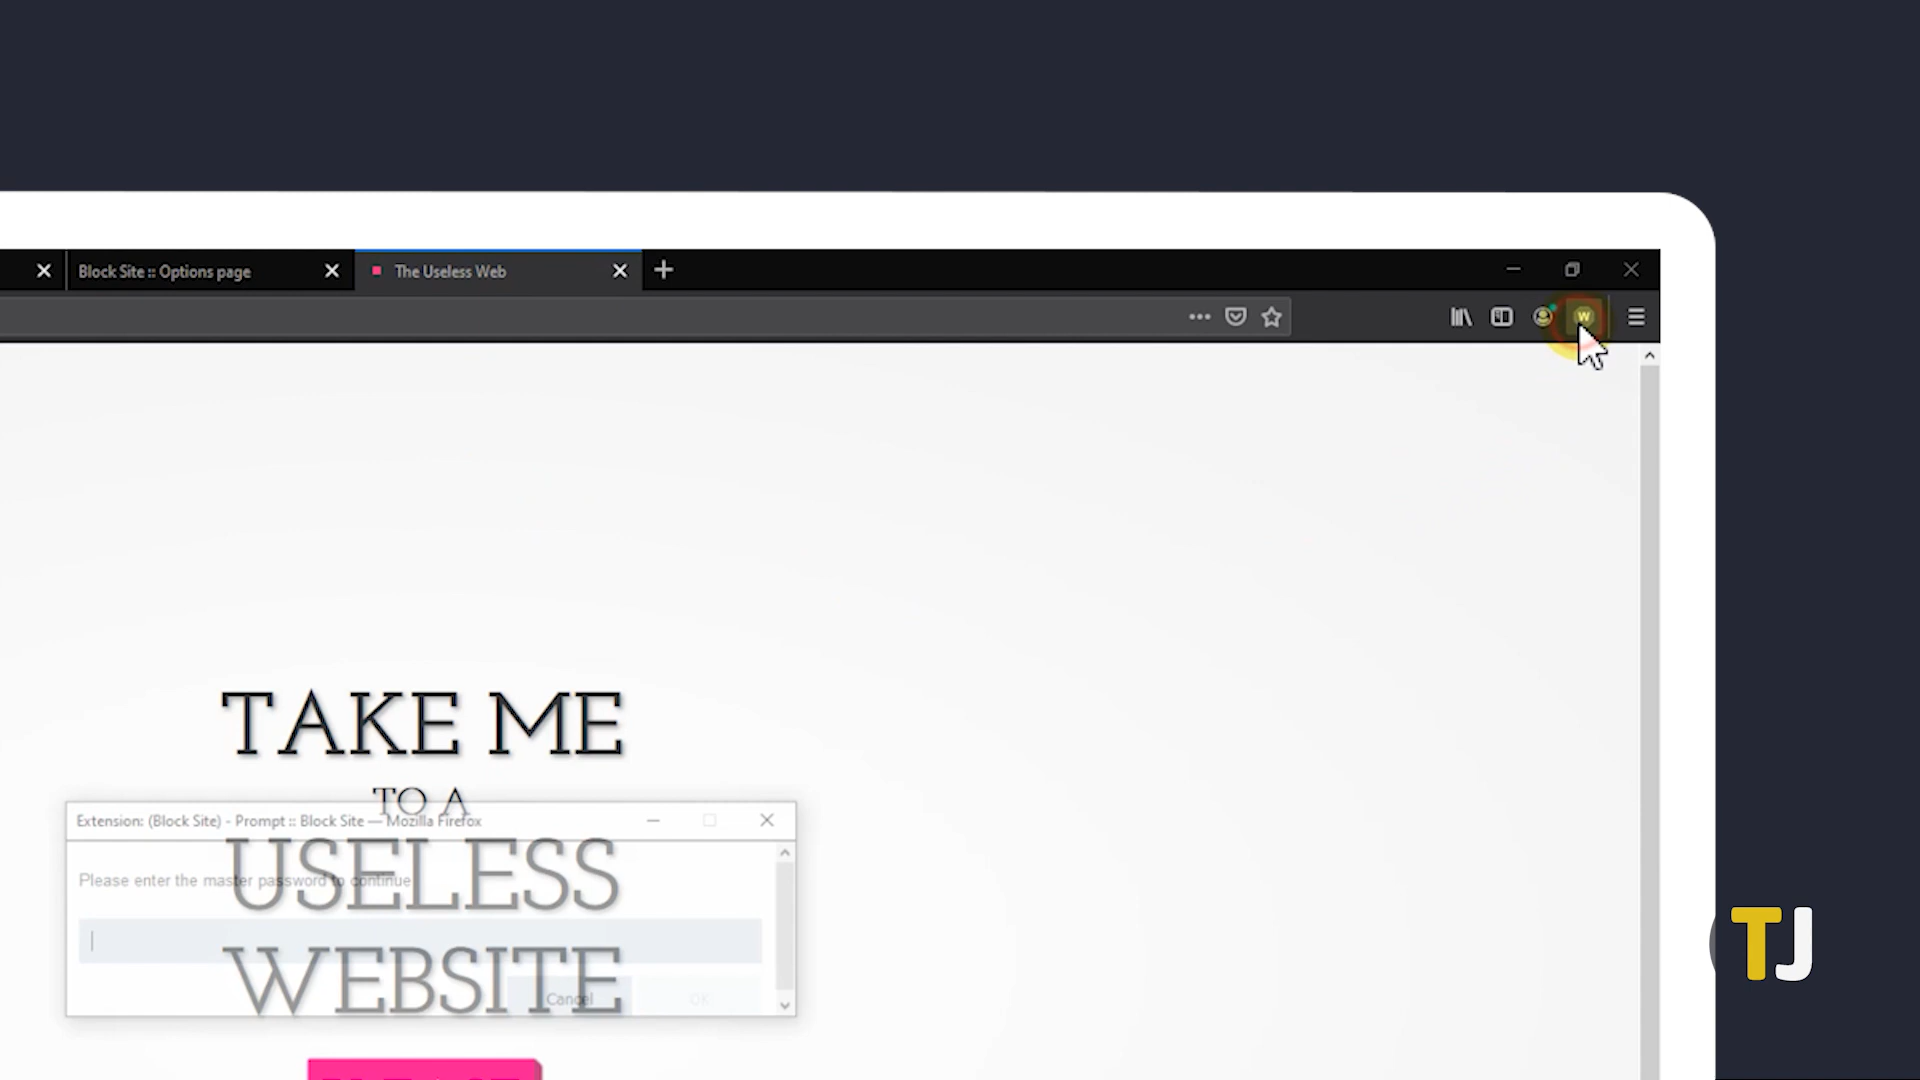 Block Site :: Options page
The Useless Web
W
TAKE ME
TO A
Extension: (Block Site) - Prompt :: Block Site — Mozilla Firefox
USELESS
Please enter the master password to continue
WEBSITE
Cancel
OK
TJ